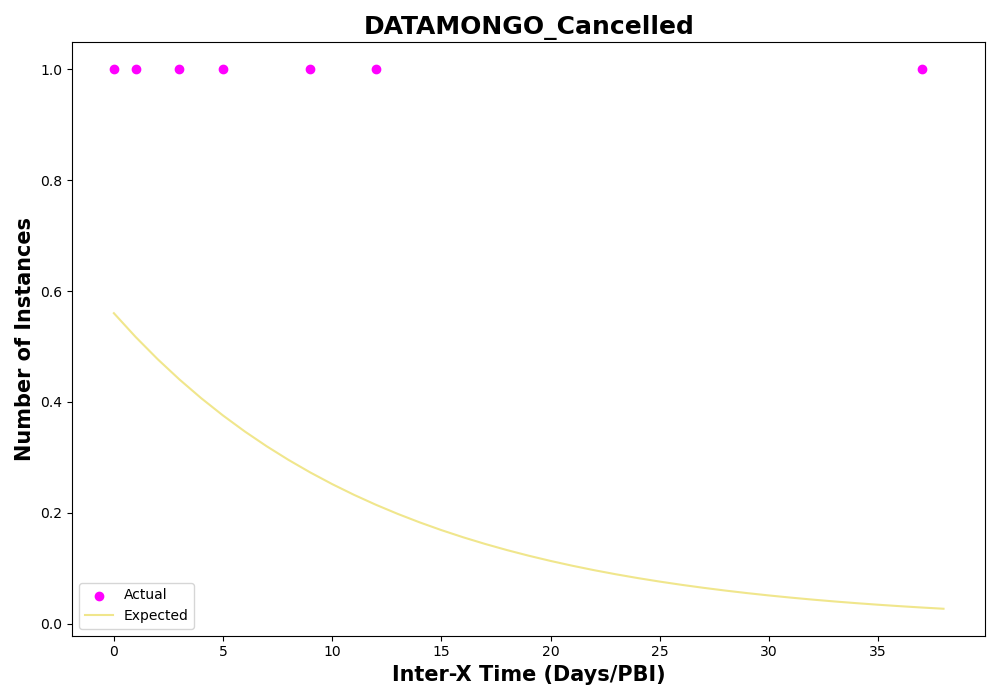 DATAMONGO_Cancelled
Number of Instances
1.0
0.8
0.6
0.4
0.2
0.0
Actual
Expected
0 5 10 15 20 25 30 35
Inter-X Time (Days/PBI)